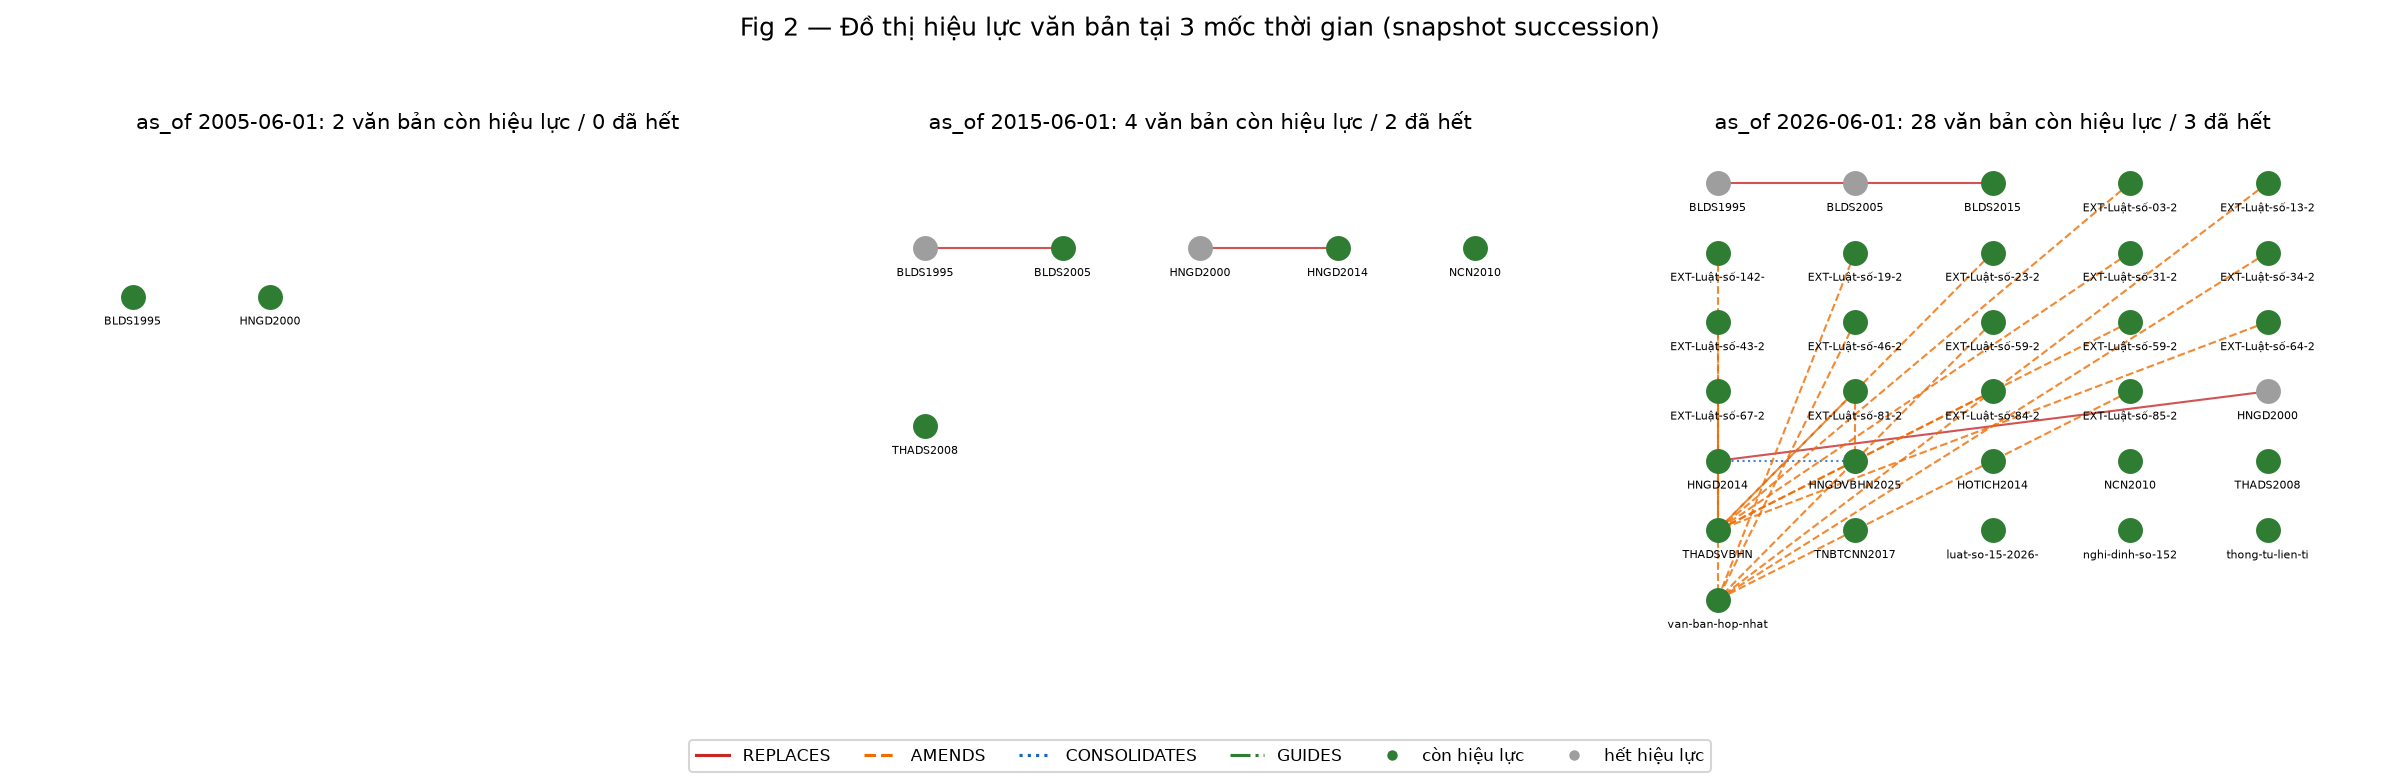 Fig 2 — Đồ thị hiệu lực văn bản tại 3 mốc thời gian (snapshot succession)
as_of 2005-06-01: 2 văn bản còn hiệu lực / 0 đã hết
BLDS1995
HNGD2000
as_of 2015-06-01: 4 văn bản còn hiệu lực / 2 đã hết
BLDS1995
BLDS2005
HNGD2000
HNGD2014
NCN2010
THADS2008
as_of 2026-06-01: 28 văn bản còn hiệu lực / 3 đã hết
BLDS1995
BLDS2005
BLDS2015
EXT-Luật-số-03-2
EXT-Luật-số-13-2
EXT-Luật-số-142-
EXT-Luật-số-19-2
EXT-Luật-số-23-2
EXT-Luật-số-31-2
EXT-Luật-số-34-2
EXT-Luật-số-43-2
EXT-Luật-số-46-2
EXT-Luật-số-59-2
EXT-Luật-số-59-2
EXT-Luật-số-64-2
EXT-Luật-số-67-2
EXT-Luật-số-81-2
EXT-Luật-số-84-2
EXT-Luật-số-85-2
HNGD2000
HNGD2014
HNGDVBHN2025
HOTICH2014
NCN2010
THADS2008
THADSVBHN
TNBTCNN2017
luat-so-15-2026-
nghi-dinh-so-152
thong-tu-lien-ti
van-ban-hop-nhat
REPLACES
AMENDS
CONSOLIDATES
GUIDES
còn hiệu lực
hết hiệu lực